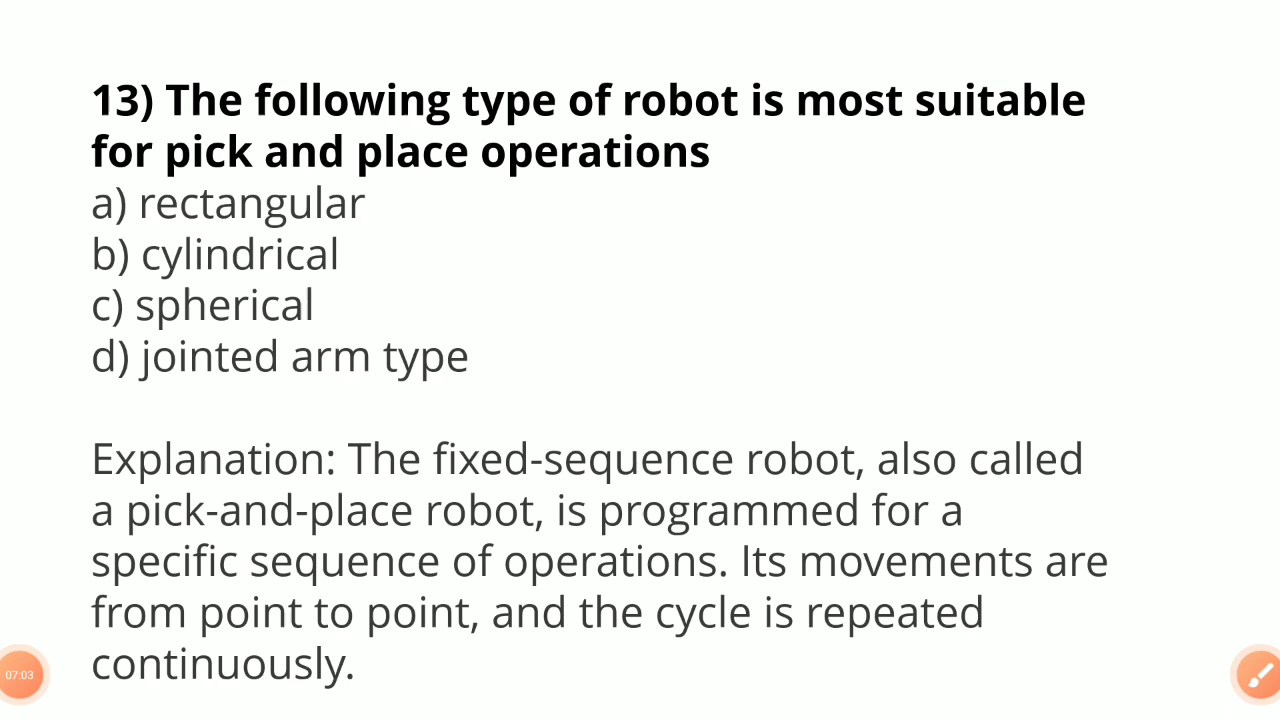 13) The following type of robot is most suitable
for pick and place operations
a) rectangular
b) cylindrical
c) spherical
d) jointed arm type
Explanation: The fixed-sequence robot, also called
a pick-and-place robot, is programmed for a
specific sequence of operations. Its movements are
from point to point, and the cycle is repeated
continuously.
07:03